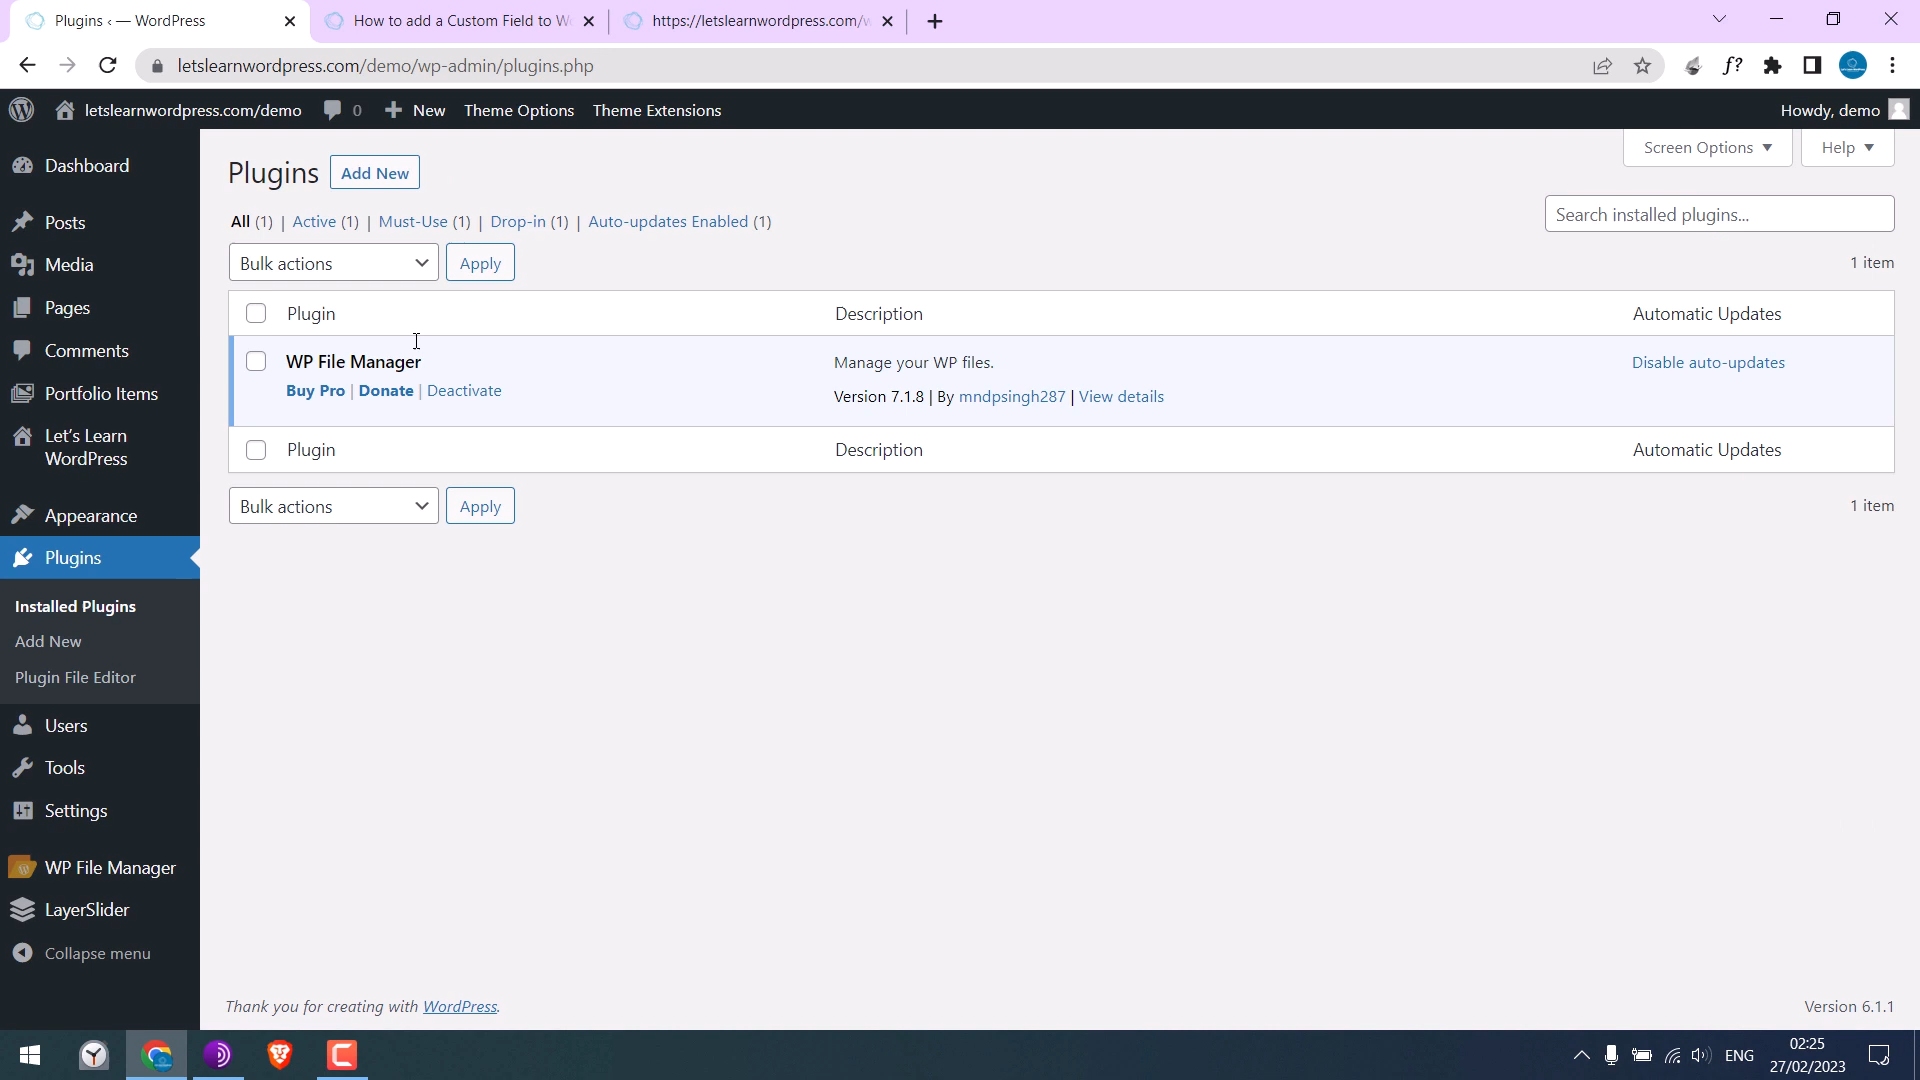 Plugins ‹ — WordPress
How to add a Custom Field to W
https://letslearnwordpress.com/w
letslearnwordpress.com/demo/wp-admin/plugins.php
f?
letslearnwordpress.com/demo
0
New
Theme Options
Theme Extensions
Howdy, demo
Dashboard
Posts
Media
Pages
Comments
Portfolio Items
Let's Learn
WordPress
Appearance
Plugins
Installed Plugins
Add New
Plugin File Editor
Users
Tools
Settings
WP File Manager
LayerSlider
Collapse menu
Screen Options
Help
Plugins
Add New
All (1) | Active (1) | Must-Use (1) | Drop-in (1) | Auto-updates Enabled (1)
Search installed plugins...
Bulk actions
Apply
1 item
Plugin
Description
Automatic Updates
WP File Manager
Buy Pro | Donate | Deactivate
Manage your WP files.
Version 7.1.8 | By mndpsingh287 | View details
Disable auto-updates
Plugin
Description
Automatic Updates
Bulk actions
Apply
1 item
Thank you for creating with WordPress.
Version 6.1.1
ENG
02:25
27/02/2023